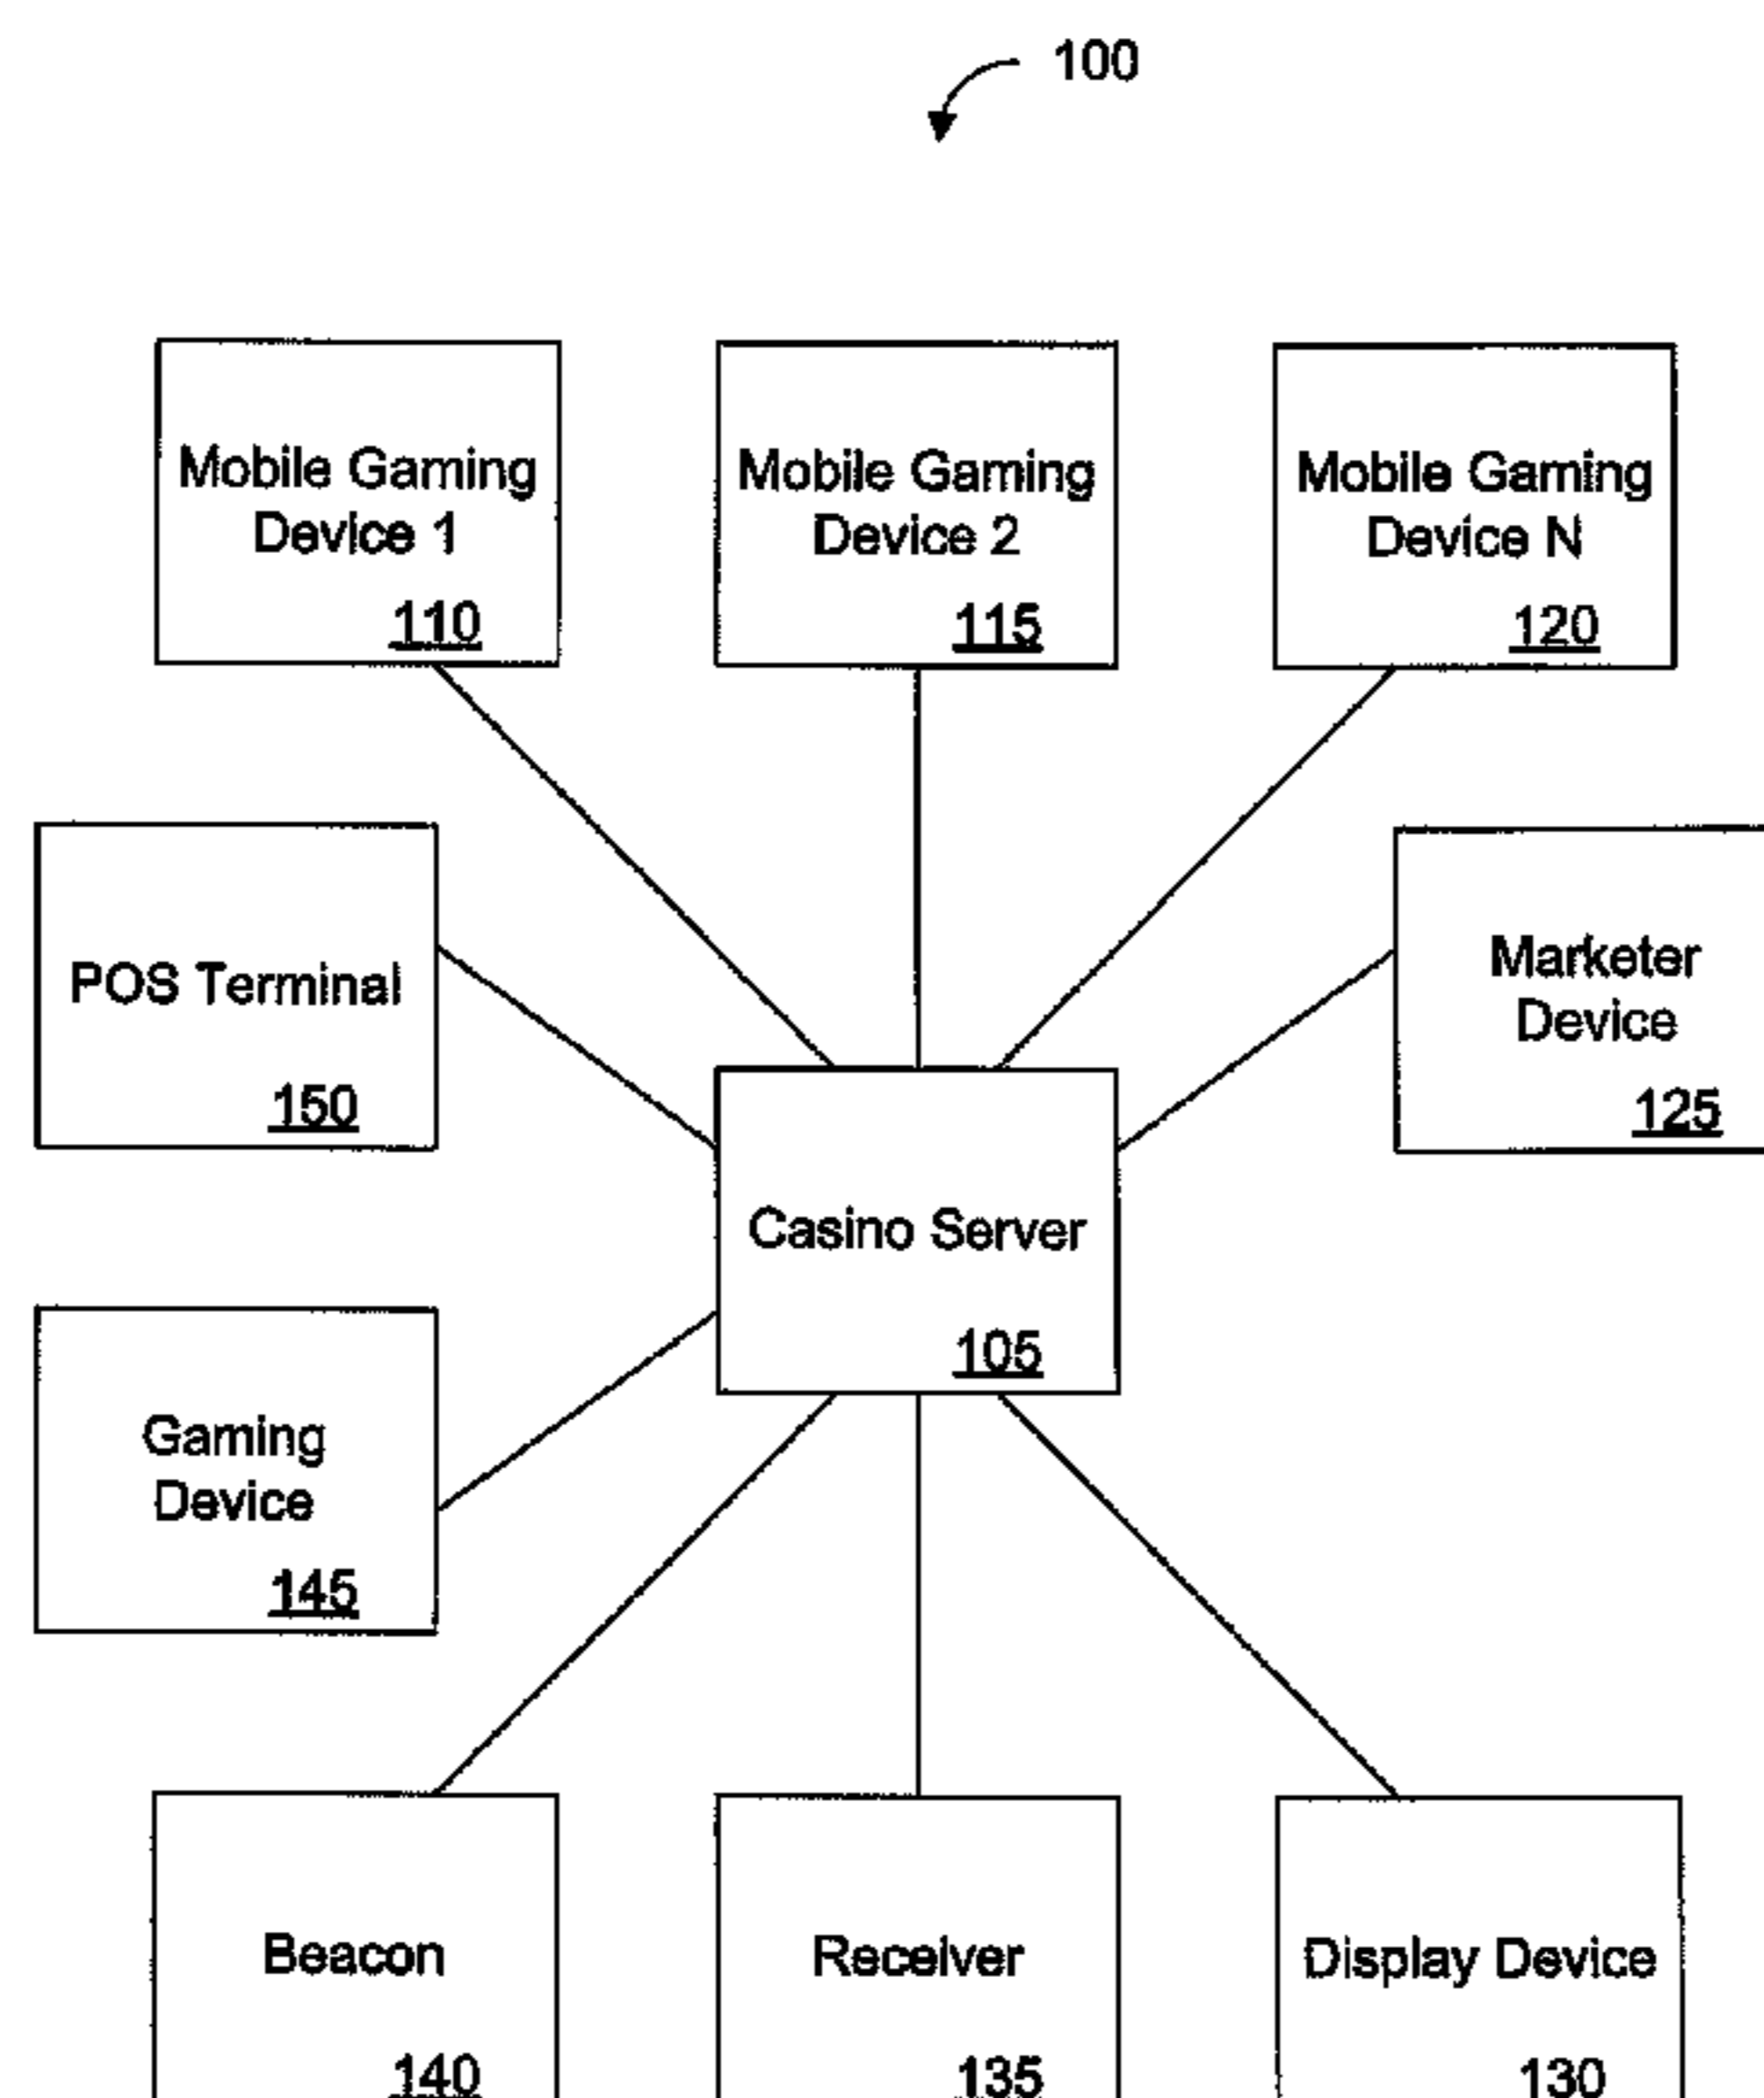 100
Mobile Gaming
Device 1
110
Mobile Gaming
Device 2
115
Mobile Gaming
Device N
120
POS Terminal
150
Marketer
Device
125
Casino Server
105
Gaming
Device
145
Beacon
140
Receiver
135
Display Device
130